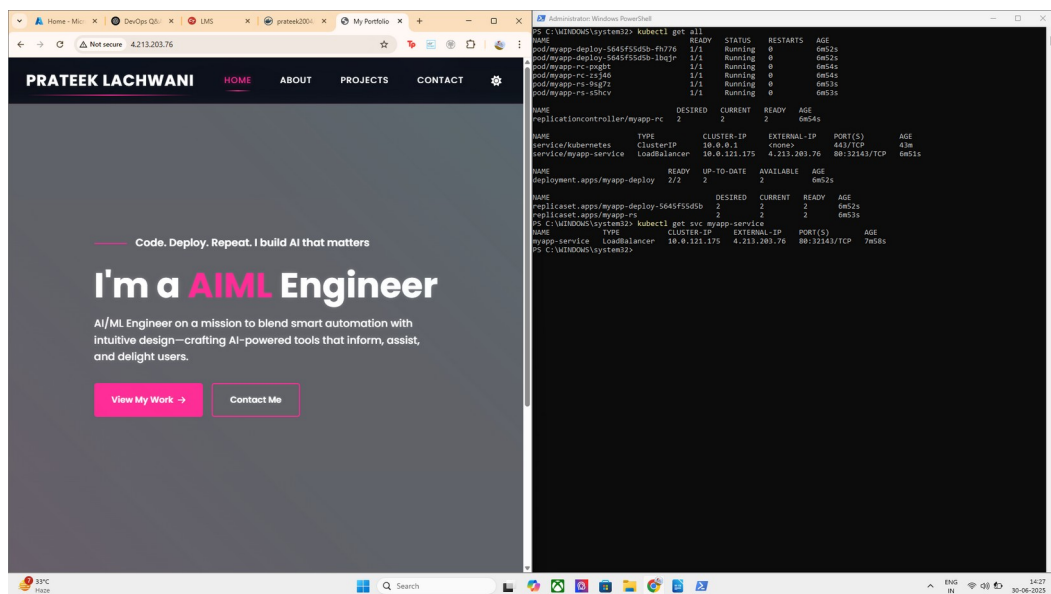 Home - Mic
DevOps Q&
LMS
prateek2004
My Portfolio
Not secure 4.213.203.76
PRATEEK LACHWANI
HOME ABOUT PROJECTS CONTACT
Code. Deploy. Repeat. I build AI that matters
I'm a AIML Engineer
AI/ML Engineer on a mission to blend smart automation with
intuitive design—crafting AI-powered tools that inform, assist,
and delight users.
View My Work →
Contact Me
Administrator: Windows PowerShell
PS C:\WINDOWS\system32> kubectl get all
NAME READY STATUS RESTARTS AGE
pod/myapp-deploy-5645f55d5b-fh776 1/1 Running 0 6m52s
pod/myapp-deploy-5645f55d5b-lbqjr 1/1 Running 0 6m52s
pod/myapp-rc-pxgbt 1/1 Running 0 6m54s
pod/myapp-rc-zsj46 1/1 Running 0 6m54s
pod/myapp-rs-9sg7z 1/1 Running 0 6m53s
pod/myapp-rs-s5hcv 1/1 Running 0 6m53s
NAME DESIRED CURRENT READY AGE
replicationcontroller/myapp-rc 2 2 2 6m54s
NAME TYPE CLUSTER-IP EXTERNAL-IP PORT(S) AGE
service/kubernetes ClusterIP 10.0.0.1 <none> 443/TCP 43m
service/myapp-service LoadBalancer 10.0.121.175 4.213.203.76 80:32143/TCP 6m51s
NAME READY UP-TO-DATE AVAILABLE AGE
deployment.apps/myapp-deploy 2/2 2 2 6m52s
NAME DESIRED CURRENT READY AGE
replicaset.apps/myapp-deploy-5645f55d5b 2 2 2 6m52s
replicaset.apps/myapp-rs 2 2 2 6m53s
PS C:\WINDOWS\system32> kubectl get svc myapp-service
NAME TYPE CLUSTER-IP EXTERNAL-IP PORT(S) AGE
myapp-service LoadBalancer 10.0.121.175 4.213.203.76 80:32143/TCP 7m58s
PS C:\WINDOWS\system32>
7
33°C
Haze
Search
ENG
IN
14:27
30-06-2025